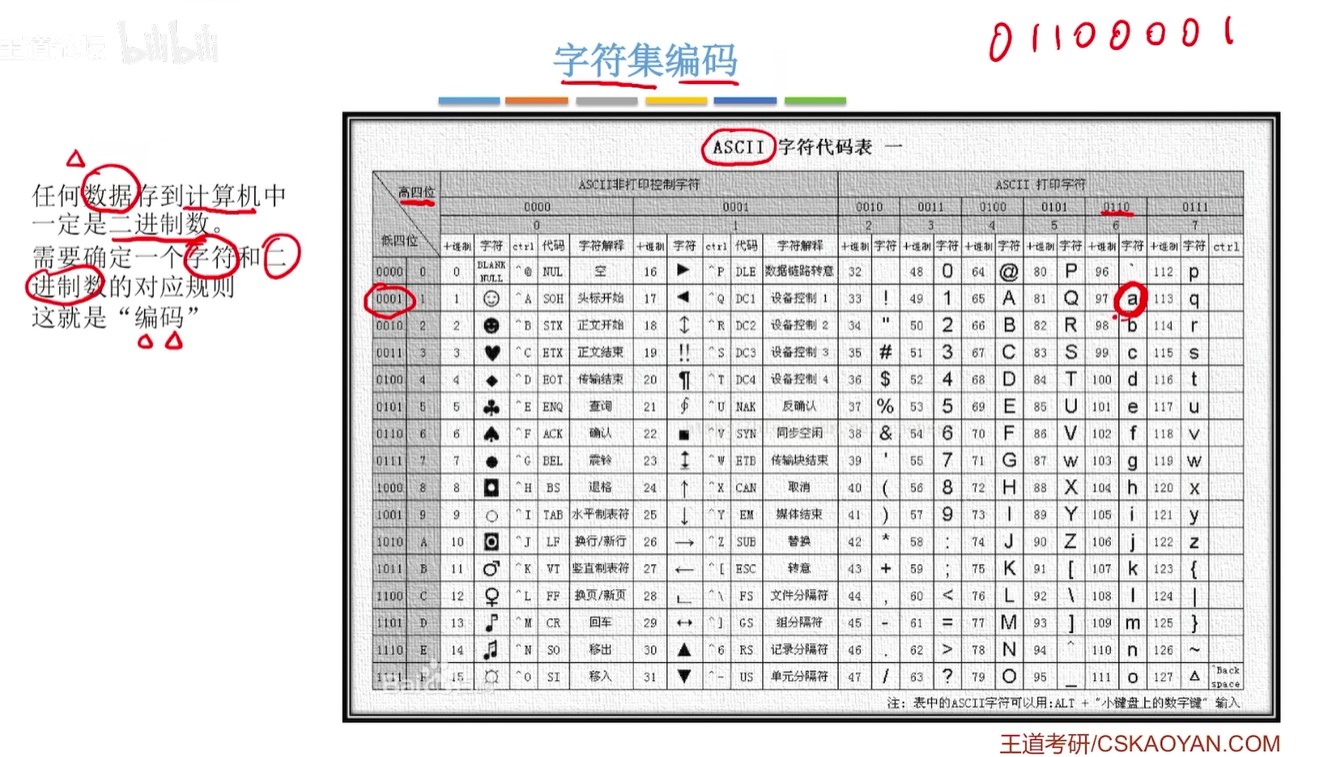 王道论坛 bilibili
01100001
字符集编码
任何数据存到计算机中
一定是二进制数。
需要确定一个字符和二
进制数的对应规则
这就是“编码”
ASCII 字符代码表 一
高四位 ASCII非打印控制字符 ASCII 打印字符
0000 0001 0010 0011 0100 0101 0110 0111
0 1 2 3 4 5 6 7
低四位 十进制 字符 ctrl 代码 字符解释 十进制 字符 ctrl 代码 字符解释 十进制 字符 十进制 字符 十进制 字符 十进制 字符 十进制 字符 十进制 字符 ctrl
0000 0 0 BLANK NULL ^@ NUL 空 16 ► ^P DLE 数据链路转意 32 48 0 64 @ 80 P 96 ` 112 p
0001 1 1 ☺ ^A SOH 头标开始 17 ◄ ^Q DC1 设备控制 1 33 ! 49 1 65 A 81 Q 97 a 113 q
0010 2 2 ☻ ^B STX 正文开始 18 ↕ ^R DC2 设备控制 2 34 " 50 2 66 B 82 R 98 b 114 r
0011 3 3 ♥ ^C ETX 正文结束 19 !! ^S DC3 设备控制 3 35 # 51 3 67 C 83 S 99 c 115 s
0100 4 4 ◆ ^D EOT 传输结束 20 ¶ ^T DC4 设备控制 4 36 $ 52 4 68 D 84 T 100 d 116 t
0101 5 5 ♣ ^E ENQ 查询 21 ∮ ^U NAK 反确认 37 % 53 5 69 E 85 U 101 e 117 u
0110 6 6 ♠ ^F ACK 确认 22 ■ ^V SYN 同步空闲 38 & 54 6 70 F 86 V 102 f 118 v
0111 7 7 ● ^G BEL 震铃 23 ↨ ^W ETB 传输块结束 39 ' 55 7 71 G 87 w 103 g 119 w
1000 8 8 ◘ ^H BS 退格 24 ↑ ^X CAN 取消 40 ( 56 8 72 H 88 X 104 h 120 x
1001 9 9 ○ ^I TAB 水平制表符 25 ↓ ^Y EM 媒体结束 41 ) 57 9 73 I 89 Y 105 i 121 y
1010 A 10 ◙ ^J LF 换行/新行 26 → ^Z SUB 替换 42 * 58 : 74 J 90 Z 106 j 122 z
1011 B 11 ♂ ^K VT 竖直制表符 27 ← ^[ ESC 转意 43 + 59 ; 75 K 91 [ 107 k 123 {
1100 C 12 ♀ ^L FF 换页/新页 28 ∟ ^\ FS 文件分隔符 44 , 60 < 76 L 92 \ 108 l 124 |
1101 D 13 ♪ ^M CR 回车 29 ↔ ^] GS 组分隔符 45 - 61 = 77 M 93 ] 109 m 125 }
1110 E 14 ♫ ^N SO 移出 30 ▲ ^6 RS 记录分隔符 46 . 62 > 78 N 94 ^ 110 n 126 ~
1111 F 15 ☼ ^O SI 移入 31 ▼ ^- US 单元分隔符 47 / 63 ? 79 O 95 _ 111 o 127 Δ ^Back space
注：表中的ASCII字符可以用:ALT + "小键盘上的数字键" 输入
王道考研/CSKAOYAN.COM